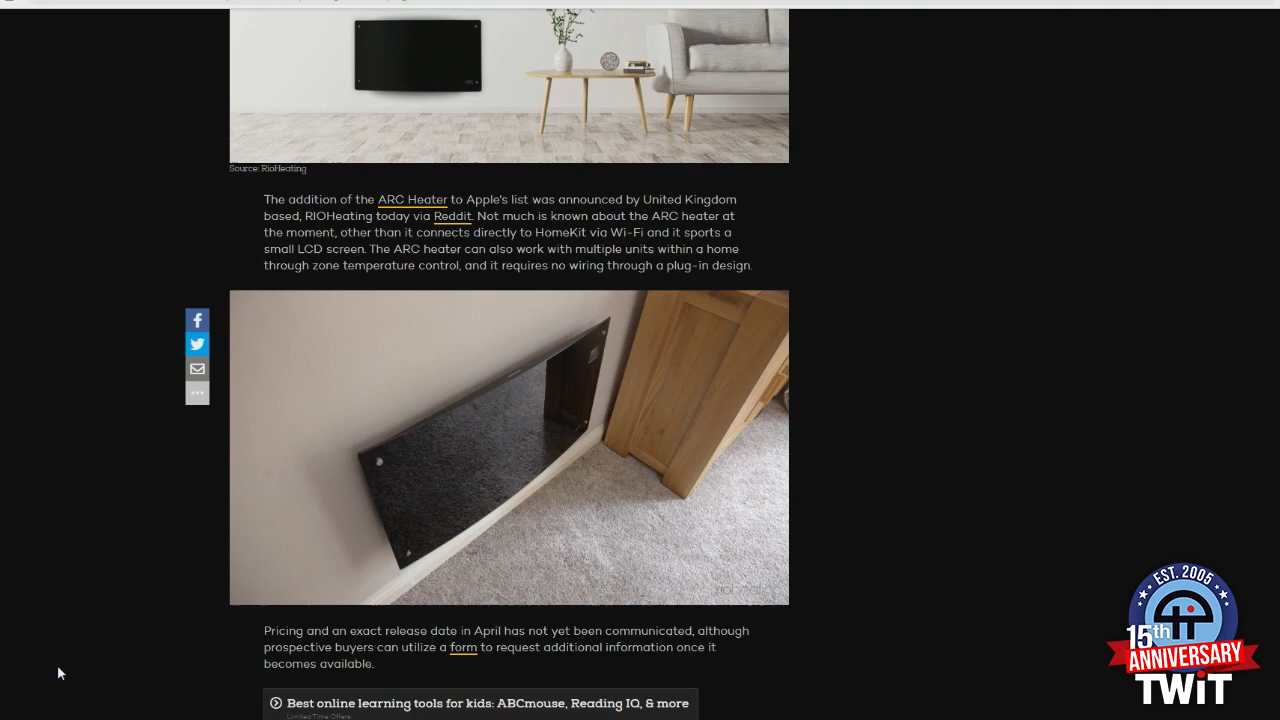 Source: RioHeating
The addition of the ARC Heater to Apple's list was announced by United Kingdom
based, RIOHeating today via Reddit. Not much is known about the ARC heater at
the moment, other than it connects directly to HomeKit via Wi-Fi and it sports a
small LCD screen. The ARC heater can also work with multiple units within a home
through zone temperature control, and it requires no wiring through a plug-in design.
Pricing and an exact release date in April has not yet been communicated, although
prospective buyers can utilize a form to request additional information once it
becomes available.
Best online learning tools for kids: ABCmouse, Reading IQ, & more
Limited Time Offers
EST. 2005
15th
ANNIVERSARY
TWiT